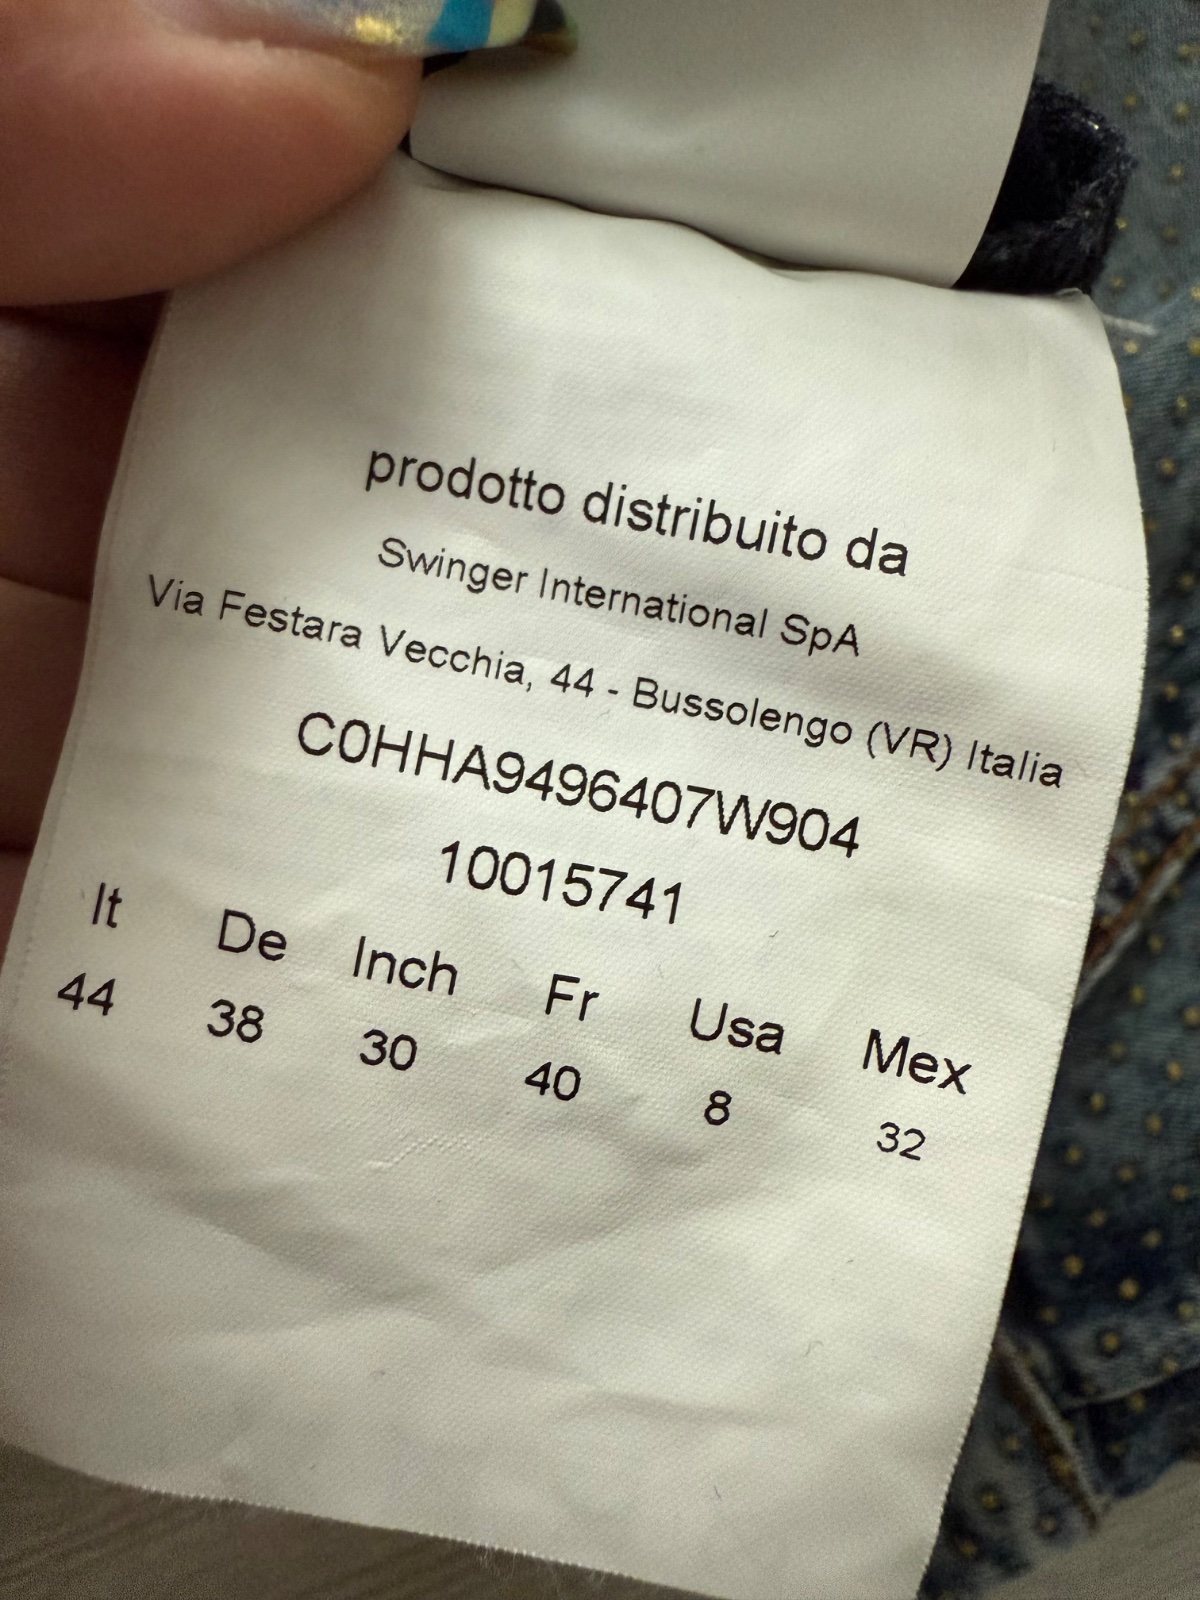 prodotto distribuito da
Swinger International SpA
Via Festara Vecchia, 44 - Bussolengo (VR) Italia
C0HHA9496407W904
10015741
It De Inch Fr Usa Mex
44 38 30 40 8 32